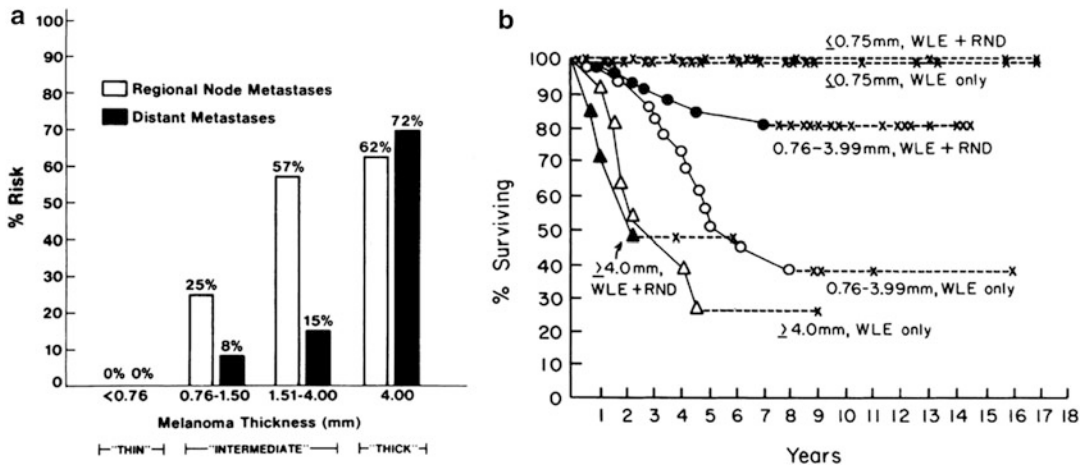 a
100
90
80
70
60
50
40
30
20
10
0
% Risk
Regional Node Metastases
Distant Metastases
0% 0%
25%
8%
57%
15%
62%
72%
<0.76 0.76-1.50 1.51-4.00 4.00
Melanoma Thickness (mm)
"THIN" "INTERMEDIATE" "THICK"
b
100
90
80
70
60
50
40
30
20
10
0
% Surviving
≤0.75mm, WLE + RND
≤0.75mm, WLE only
0.76-3.99mm, WLE + RND
≥4.0mm,
WLE+RND
0.76-3.99mm, WLE only
≥4.0mm, WLE only
1 2 3 4 5 6 7 8 9 10 11 12 13 14 15 16 17 18
Years